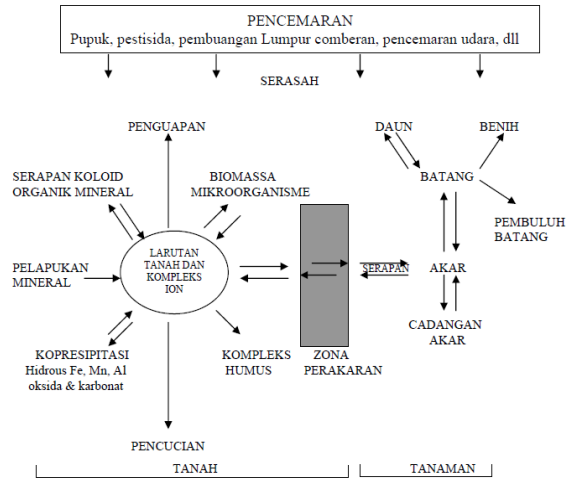 PENCEMARAN
Pupuk, pestisida, pembuangan Lumpur comberan, pencemaran udara, dll
SERASAH
PENGUAPAN
DAUN
BENIH
SERAPAN KOLOID
ORGANIK MINERAL
BIOMASSA
MIKROORGANISME
BATANG
PEMBULUH
BATANG
LARUTAN
TANAH DAN
KOMPLEKS
ION
PELAPUKAN
MINERAL
SERAPAN
AKAR
CADANGAN
AKAR
KOPRESIPITASI
Hidrous Fe, Mn, Al
oksida & karbonat
KOMPLEKS
HUMUS
ZONA
PERAKARAN
PENCUCIAN
TANAH
TANAMAN